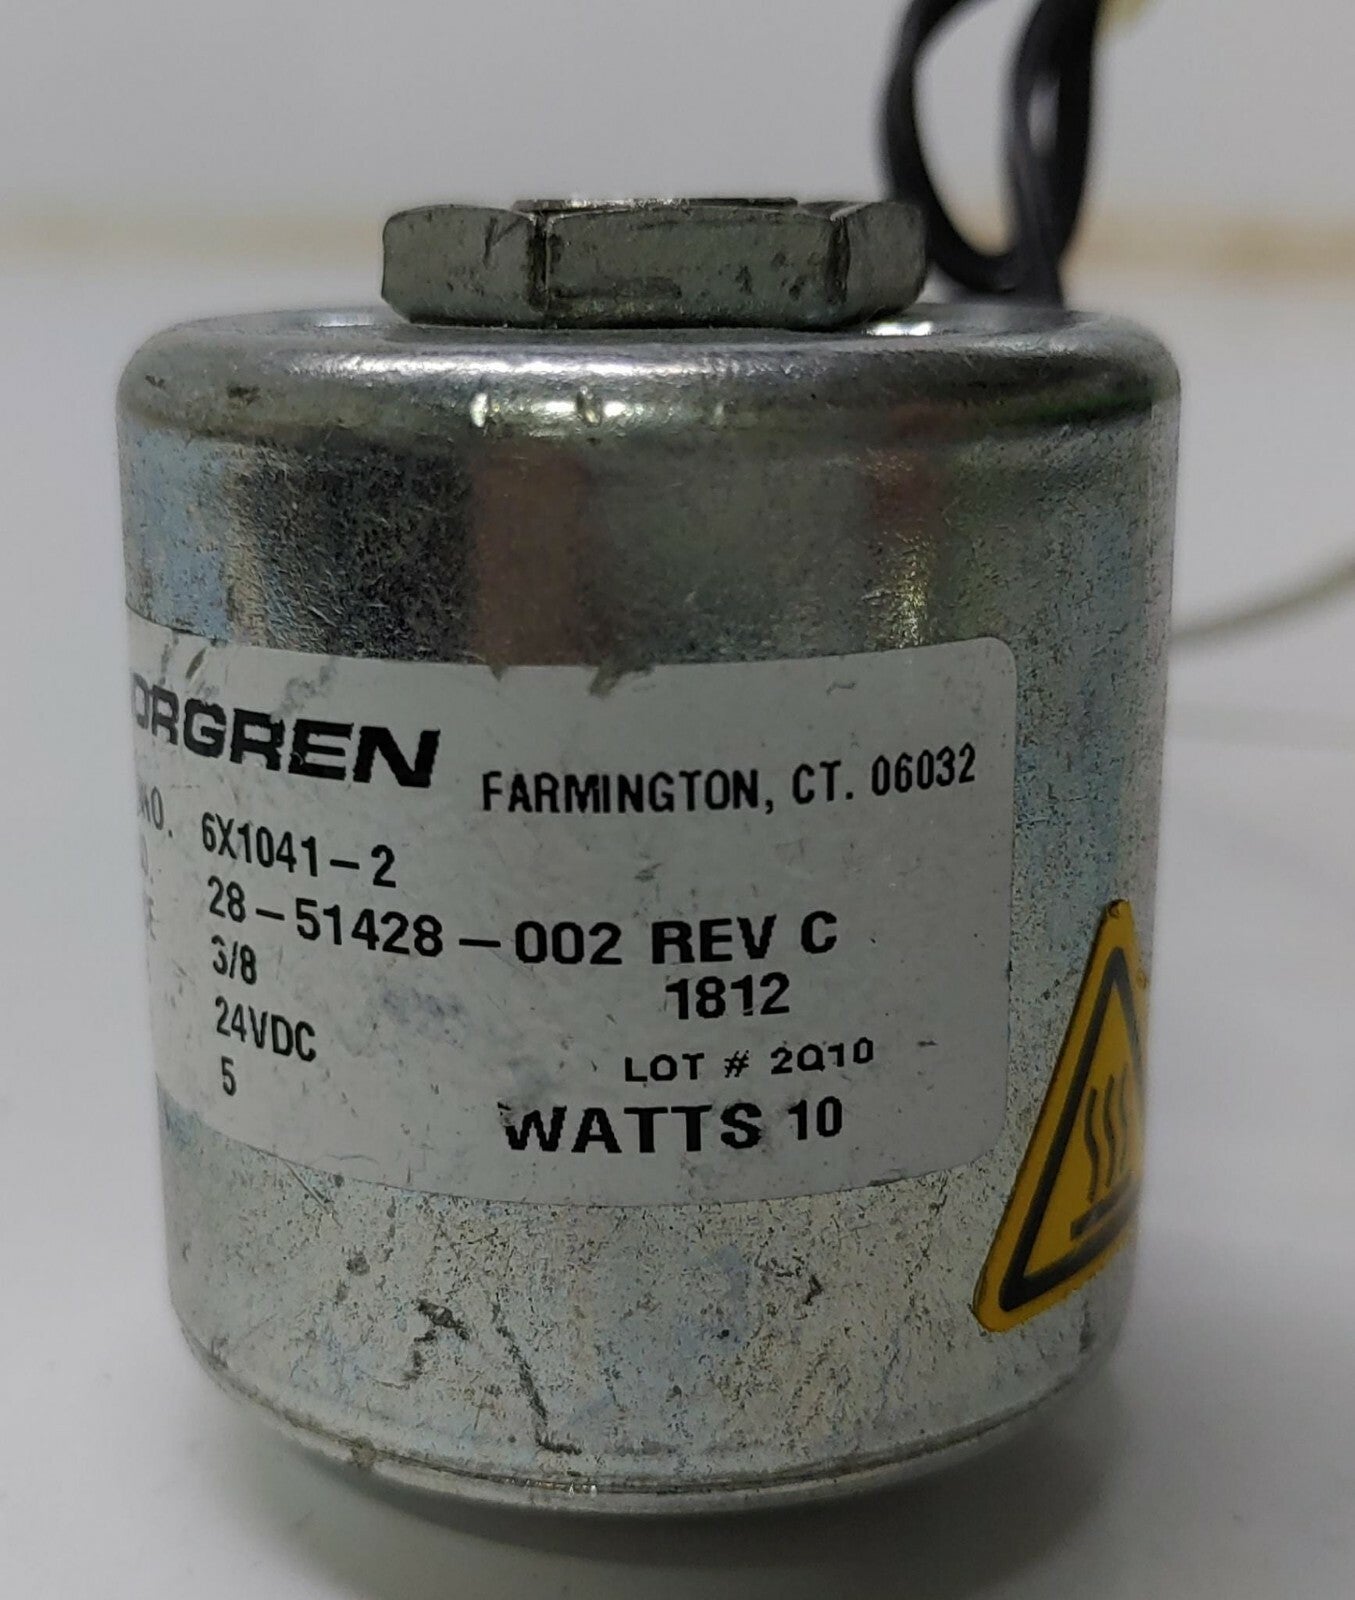 ORGREN FARMINGTON, CT. 06032
NO. 6X1041-2
28-51428-002 REV C
3/8 1812
24VDC LOT # 2Q10
5 WATTS 10